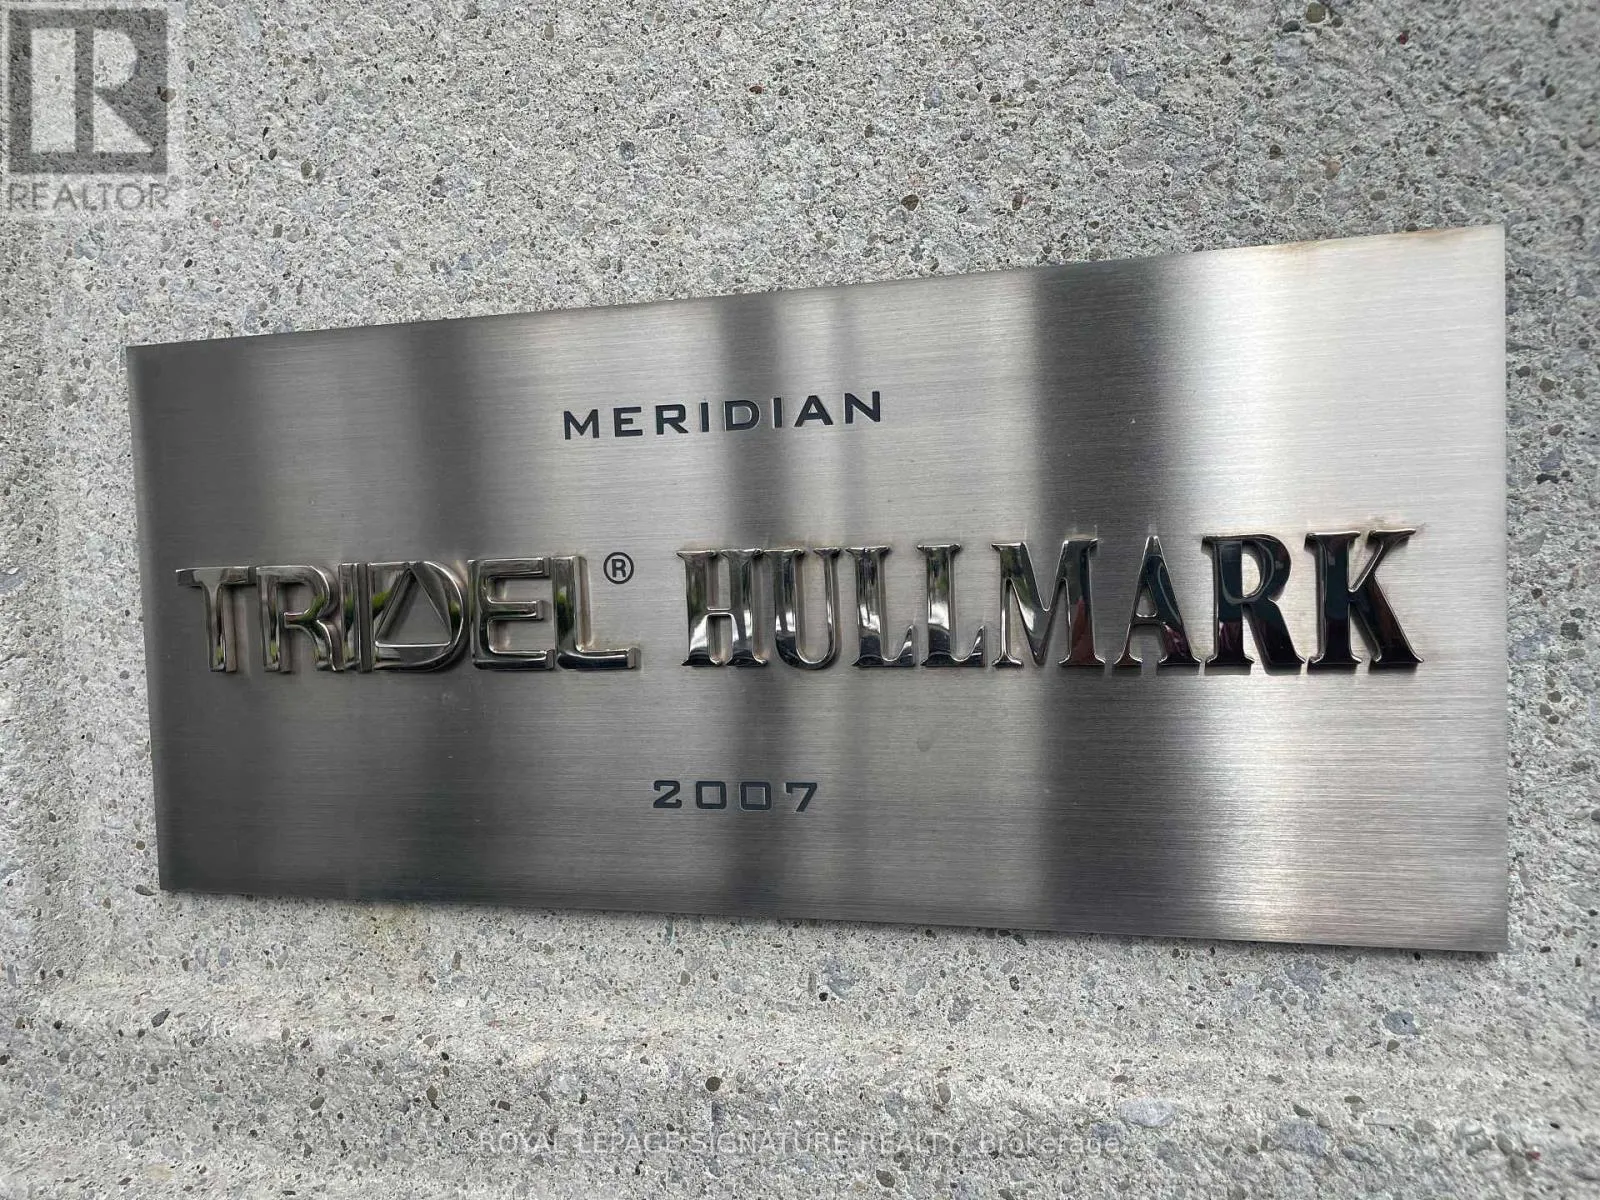 REALTOR
MERIDIAN
TRIDEL® HULLMARK
2007
ROYAL LEPAGE SIGNATURE REALTY, Brokerage